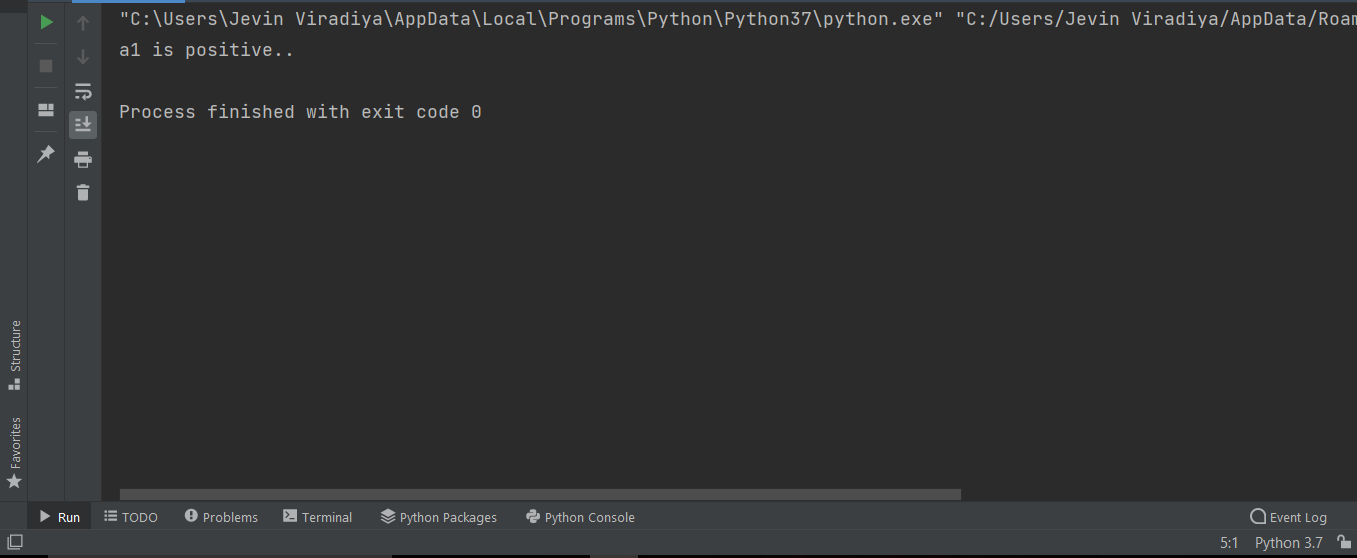 "C:\Users\Jevin Viradiya\AppData\Local\Programs\Python\Python37\python.exe" "C:/Users/Jevin Viradiya/AppData/Roam
a1 is positive..
Process finished with exit code 0
Structure
Favorites
Run TODO Problems Terminal Python Packages Python Console Event Log
5:1 Python 3.7